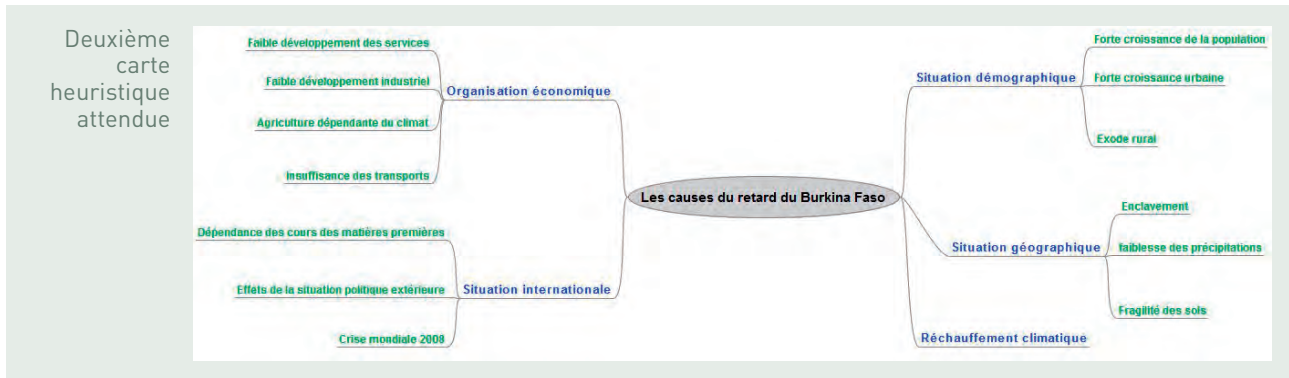 Deuxième
carte
heuristique
attendue
Faible développement des services
Faible développement industriel
Agriculture dépendante du climat
Insuffisance des transports
Organisation économique
Dépendance des cours des matières premières
Effets de la situation politique extérieure
Crise mondiale 2008
Situation internationale
Les causes du retard du Burkina Faso
Situation démographique
Forte croissance de la population
Forte croissance urbaine
Exode rural
Situation géographique
Enclavement
faiblesse des précipitations
Fragilité des sols
Réchauffement climatique